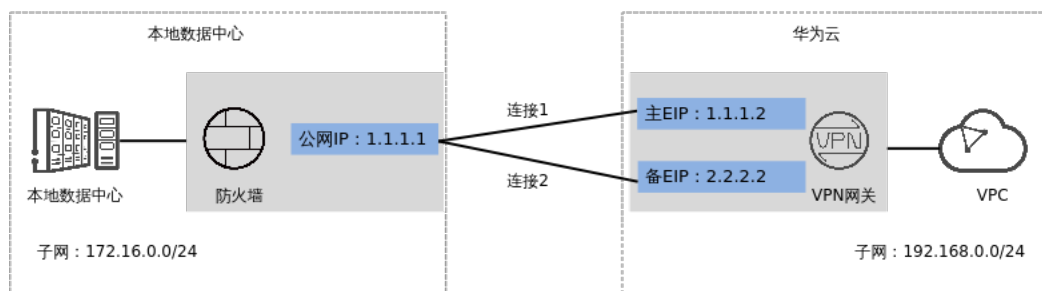 本地数据中心
华为云
公网IP：1.1.1.1
连接1
连接2
主EIP：1.1.1.2
备EIP：2.2.2.2
VPN
本地数据中心
防火墙
VPN网关
VPC
子网：172.16.0.0/24
子网：192.168.0.0/24